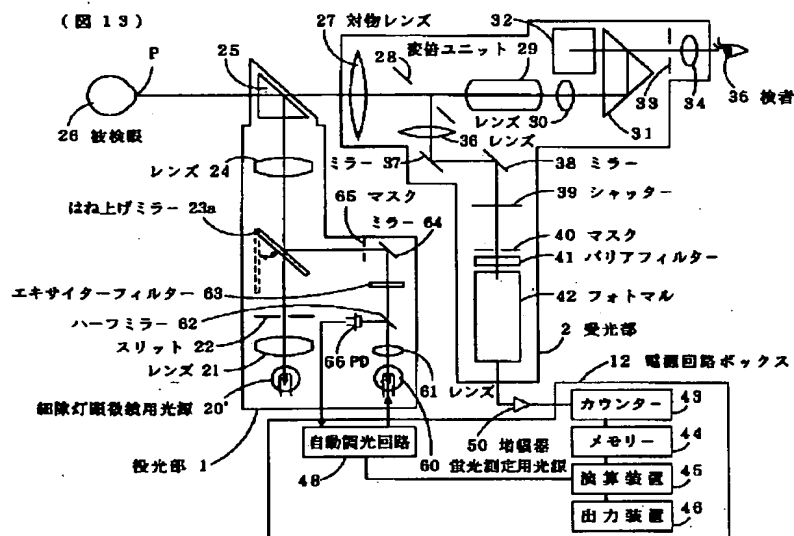 (図13)
27 対物レンズ
変倍ユニット 29
28
32
25
P
26 被検眼
33
34
36 検者
31
レンズ 30
36 レンズ
ミラー 37
38 ミラー
39 シャッター
40 マスク
41 バリアフィルター
42 フォトマル
2 受光部
レンズ 24
はね上げミラー 23a
65 マスク
ミラー 64
エキサイターフィルター 63
ハーフミラー 62
スリット 22
レンズ 21
66 PD
61 レンズ
細隙灯顕微鏡用光源 20'
60 蛍光測定用光源
投光部 1
自動調光回路
48
12 電源回路ボックス
50 増幅器
カウンター 43
メモリー 44
演算装置 45
出力装置 46